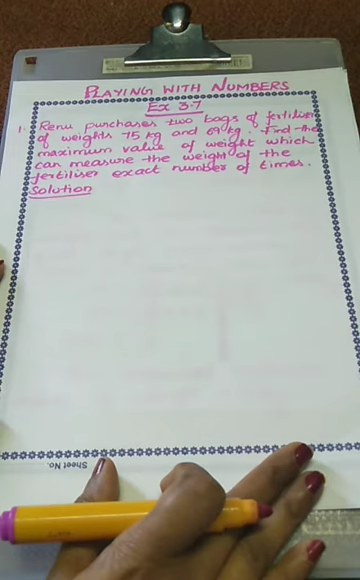 PLAYING WITH NUMBERS
Ex 3.7
1. Renu purchases two bags of fertiliser
of weights 75 kg and 69 kg. Find the
maximum value of weight which
can measure the weight of the
fertiliser exact number of times.
Solution
Sheet No.